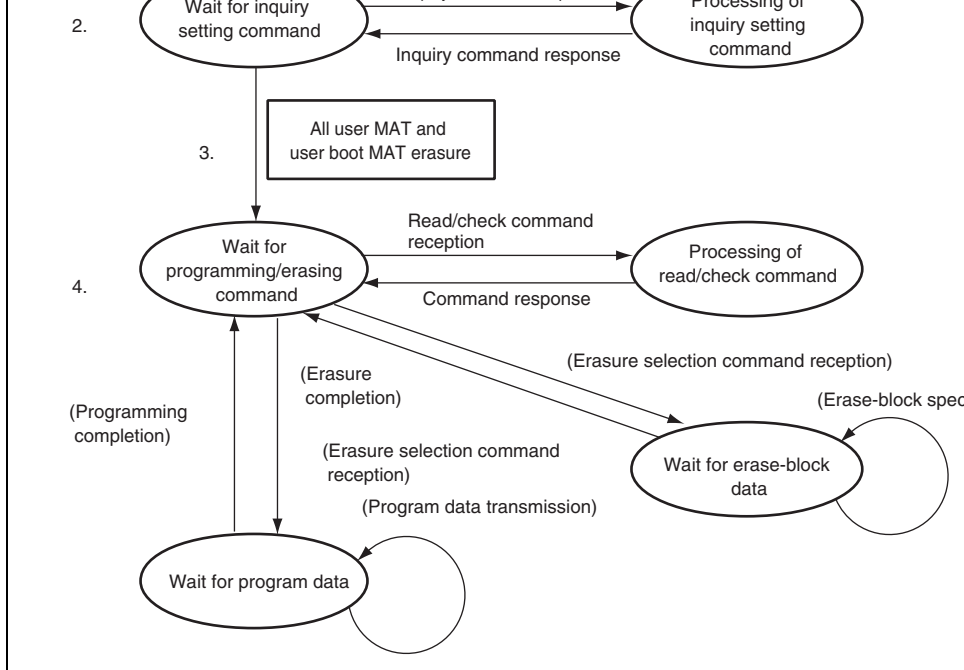 Wait for inquiry
setting command
2.
Processing of
inquiry setting
command
Inquiry command response
All user MAT and
user boot MAT erasure
3.
Read/check command
reception
Wait for
programming/erasing
command
Processing of
read/check command
4.
Command response
(Erasure selection command reception)
(Erasure
completion)
(Erase-block spec
(Programming
completion)
(Erasure selection command
reception)
Wait for erase-block
data
(Program data transmission)
Wait for program data